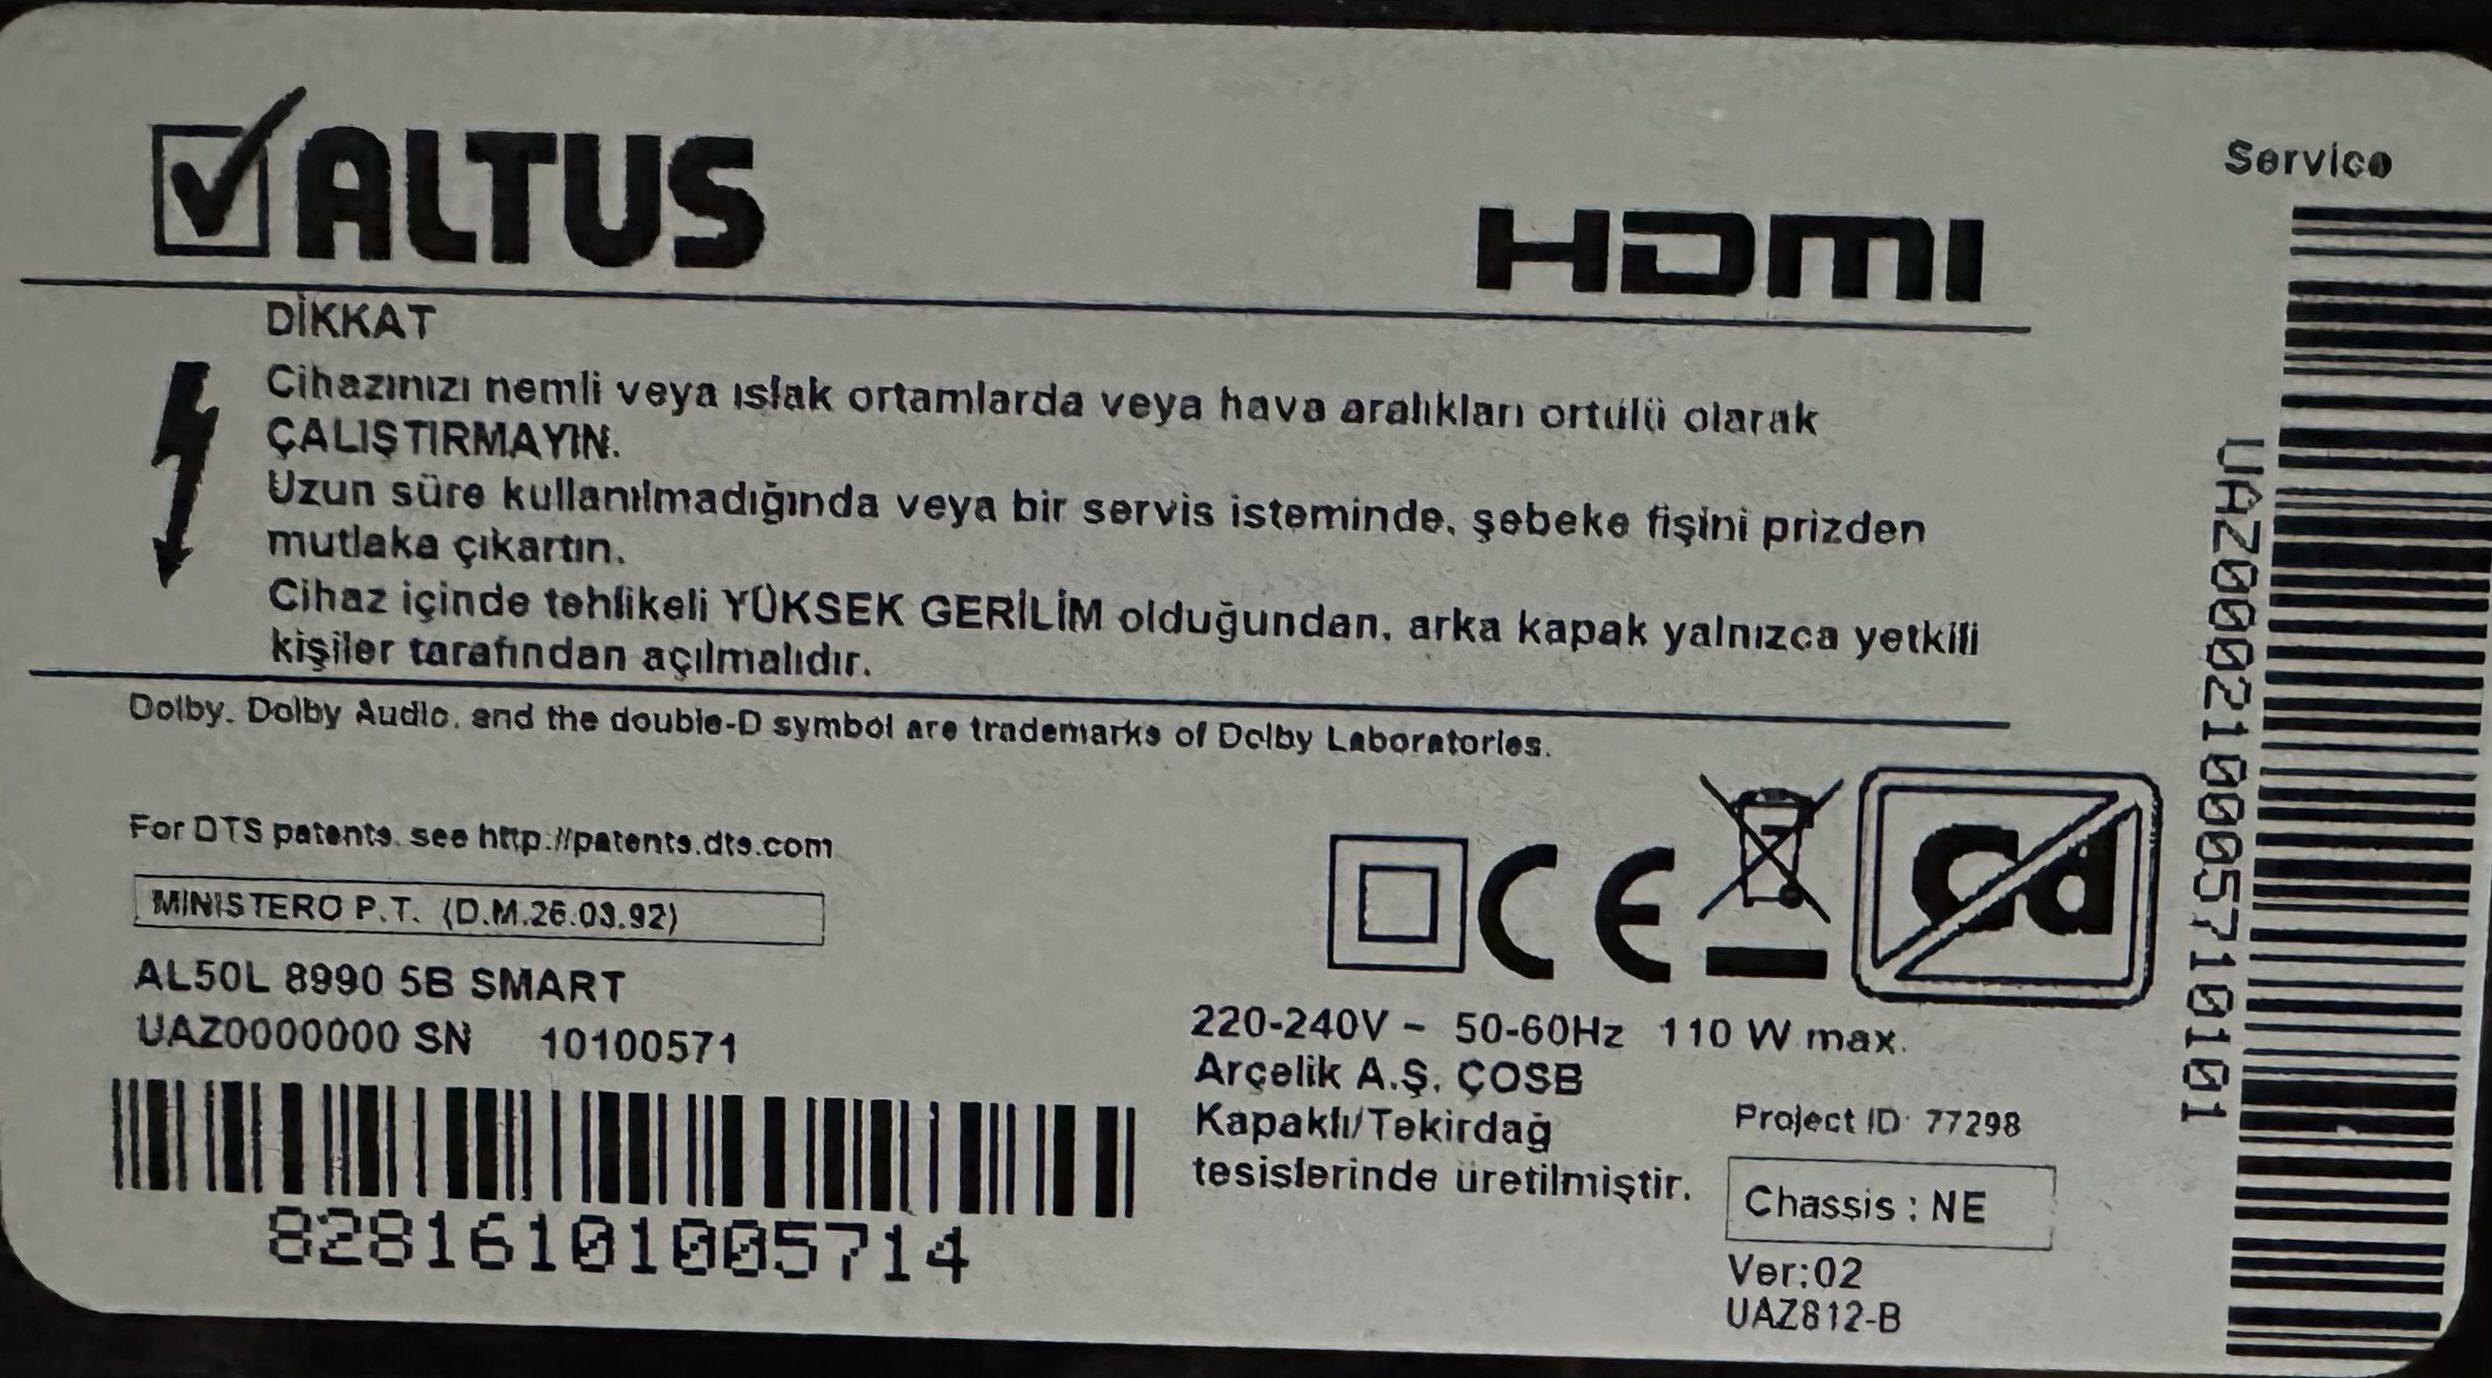 ALTUS
HDMI
Service
DİKKAT
Cihazınızı nemli veya ıslak ortamlarda veya hava aralıkları örtülü olarak
ÇALIŞTIRMAYIN.
Uzun süre kullanılmadığında veya bir servis isteminde, şebeke fişini prizden
mutlaka çıkartın.
Cihaz içinde tehlikeli YÜKSEK GERİLİM olduğundan, arka kapak yalnızca yetkili
kişiler tarafından açılmalıdır.
Dolby, Dolby Audio, and the double-D symbol are trademarks of Dolby Laboratories.
For DTS patents, see http://patents.dts.com
MINISTERO P.T. (D.M.26.03.92)
AL50L 8990 5B SMART
UAZ0000000 SN 10100571
82816101005714
CE
Cd
220-240V ~ 50-60Hz 110 W max.
Arçelik A.Ş. ÇOSB
Kapaklı/Tekirdağ
tesislerinde üretilmiştir.
Project ID: 77298
Chassis : NE
Ver:02
UAZ812-B
UAZ00002100005710101